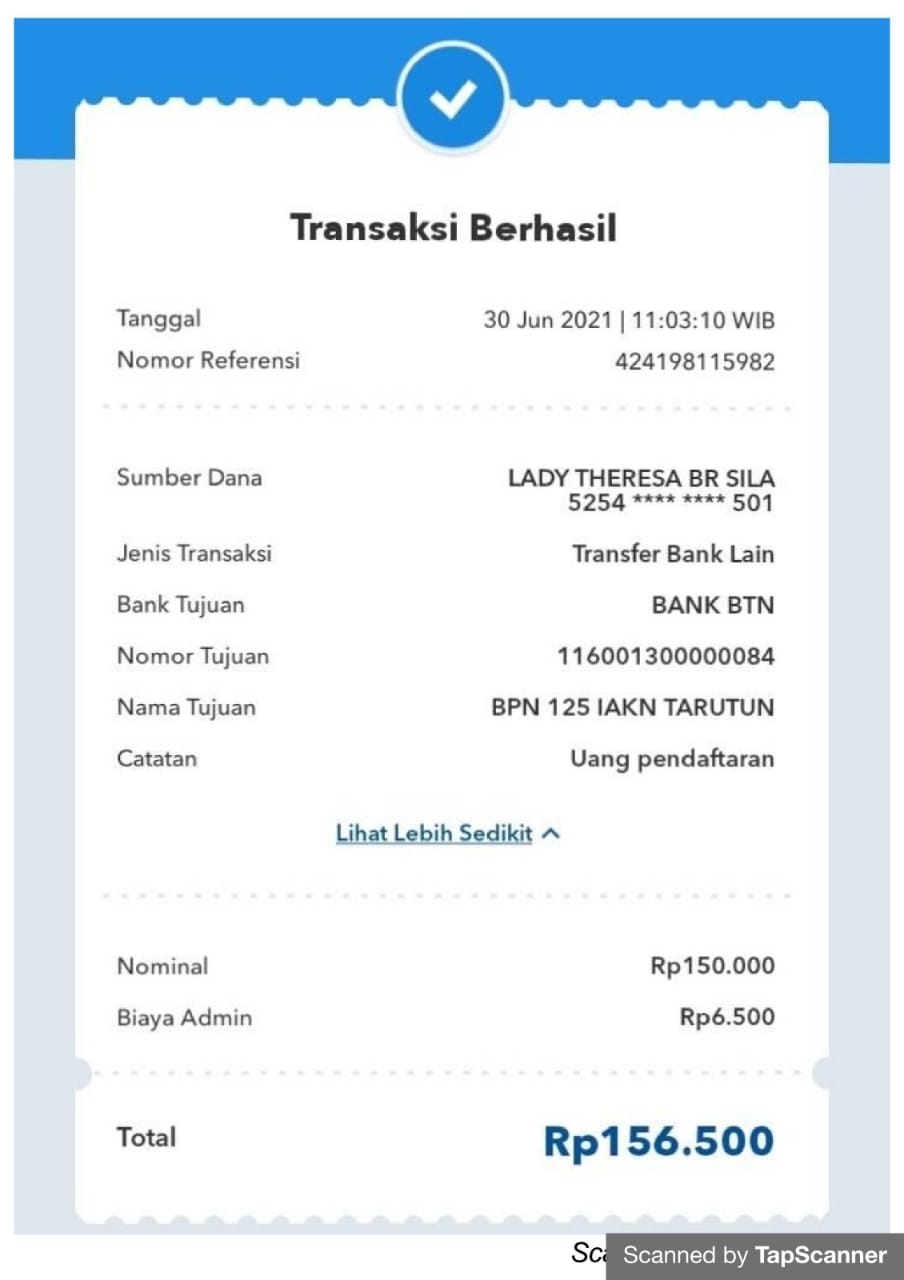 Transaksi Berhasil
Tanggal 30 Jun 2021 | 11:03:10 WIB
Nomor Referensi 424198115982
Sumber Dana LADY THERESA BR SILA
5254 **** **** 501
Jenis Transaksi Transfer Bank Lain
Bank Tujuan BANK BTN
Nomor Tujuan 116001300000084
Nama Tujuan BPN 125 IAKN TARUTUN
Catatan Uang pendaftaran
Lihat Lebih Sedikit
Nominal Rp150.000
Biaya Admin Rp6.500
Total Rp156.500
Scanned by TapScanner